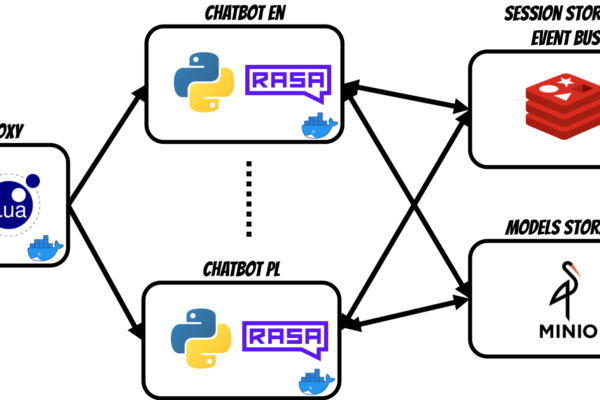 CHATBOT EN
SESSION STOR
EVENT BUS
RASA
OXY
Lua
CHATBOT PL
MODELS STOR
RASA
MINIO